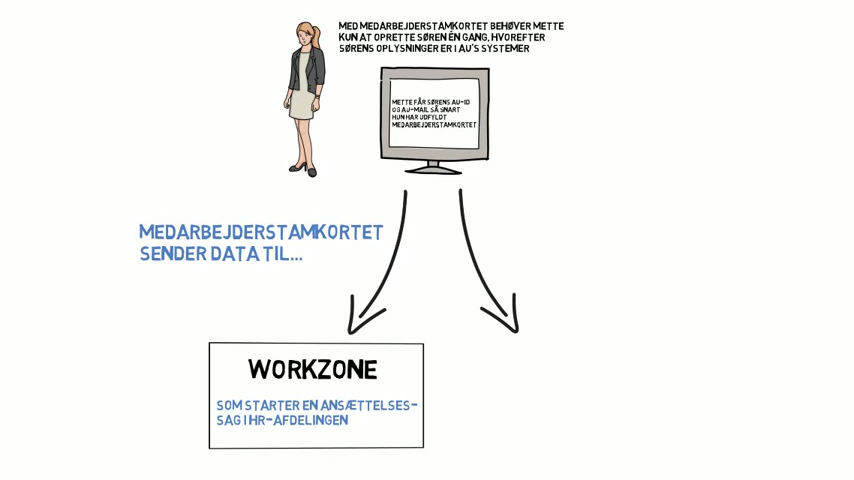 MED MEDARBEJDERSTAMKORTET BEHØVER METTE
KUN AT OPRETTE SØREN ÉN GANG, HVOREFTER
SØRENS OPLYSNINGER ER I AU'S SYSTEMER
METTE FÅR SØRENS AU-ID
OG AU-MAIL SÅ SNART
HUN HAR UDFYLDT
MEDARBEJDERSTAMKORTET
MEDARBEJDERSTAMKORTET
SENDER DATA TIL...
WORKZONE
SOM STARTER EN ANSÆTTELSES-
SAG I HR-AFDELINGEN